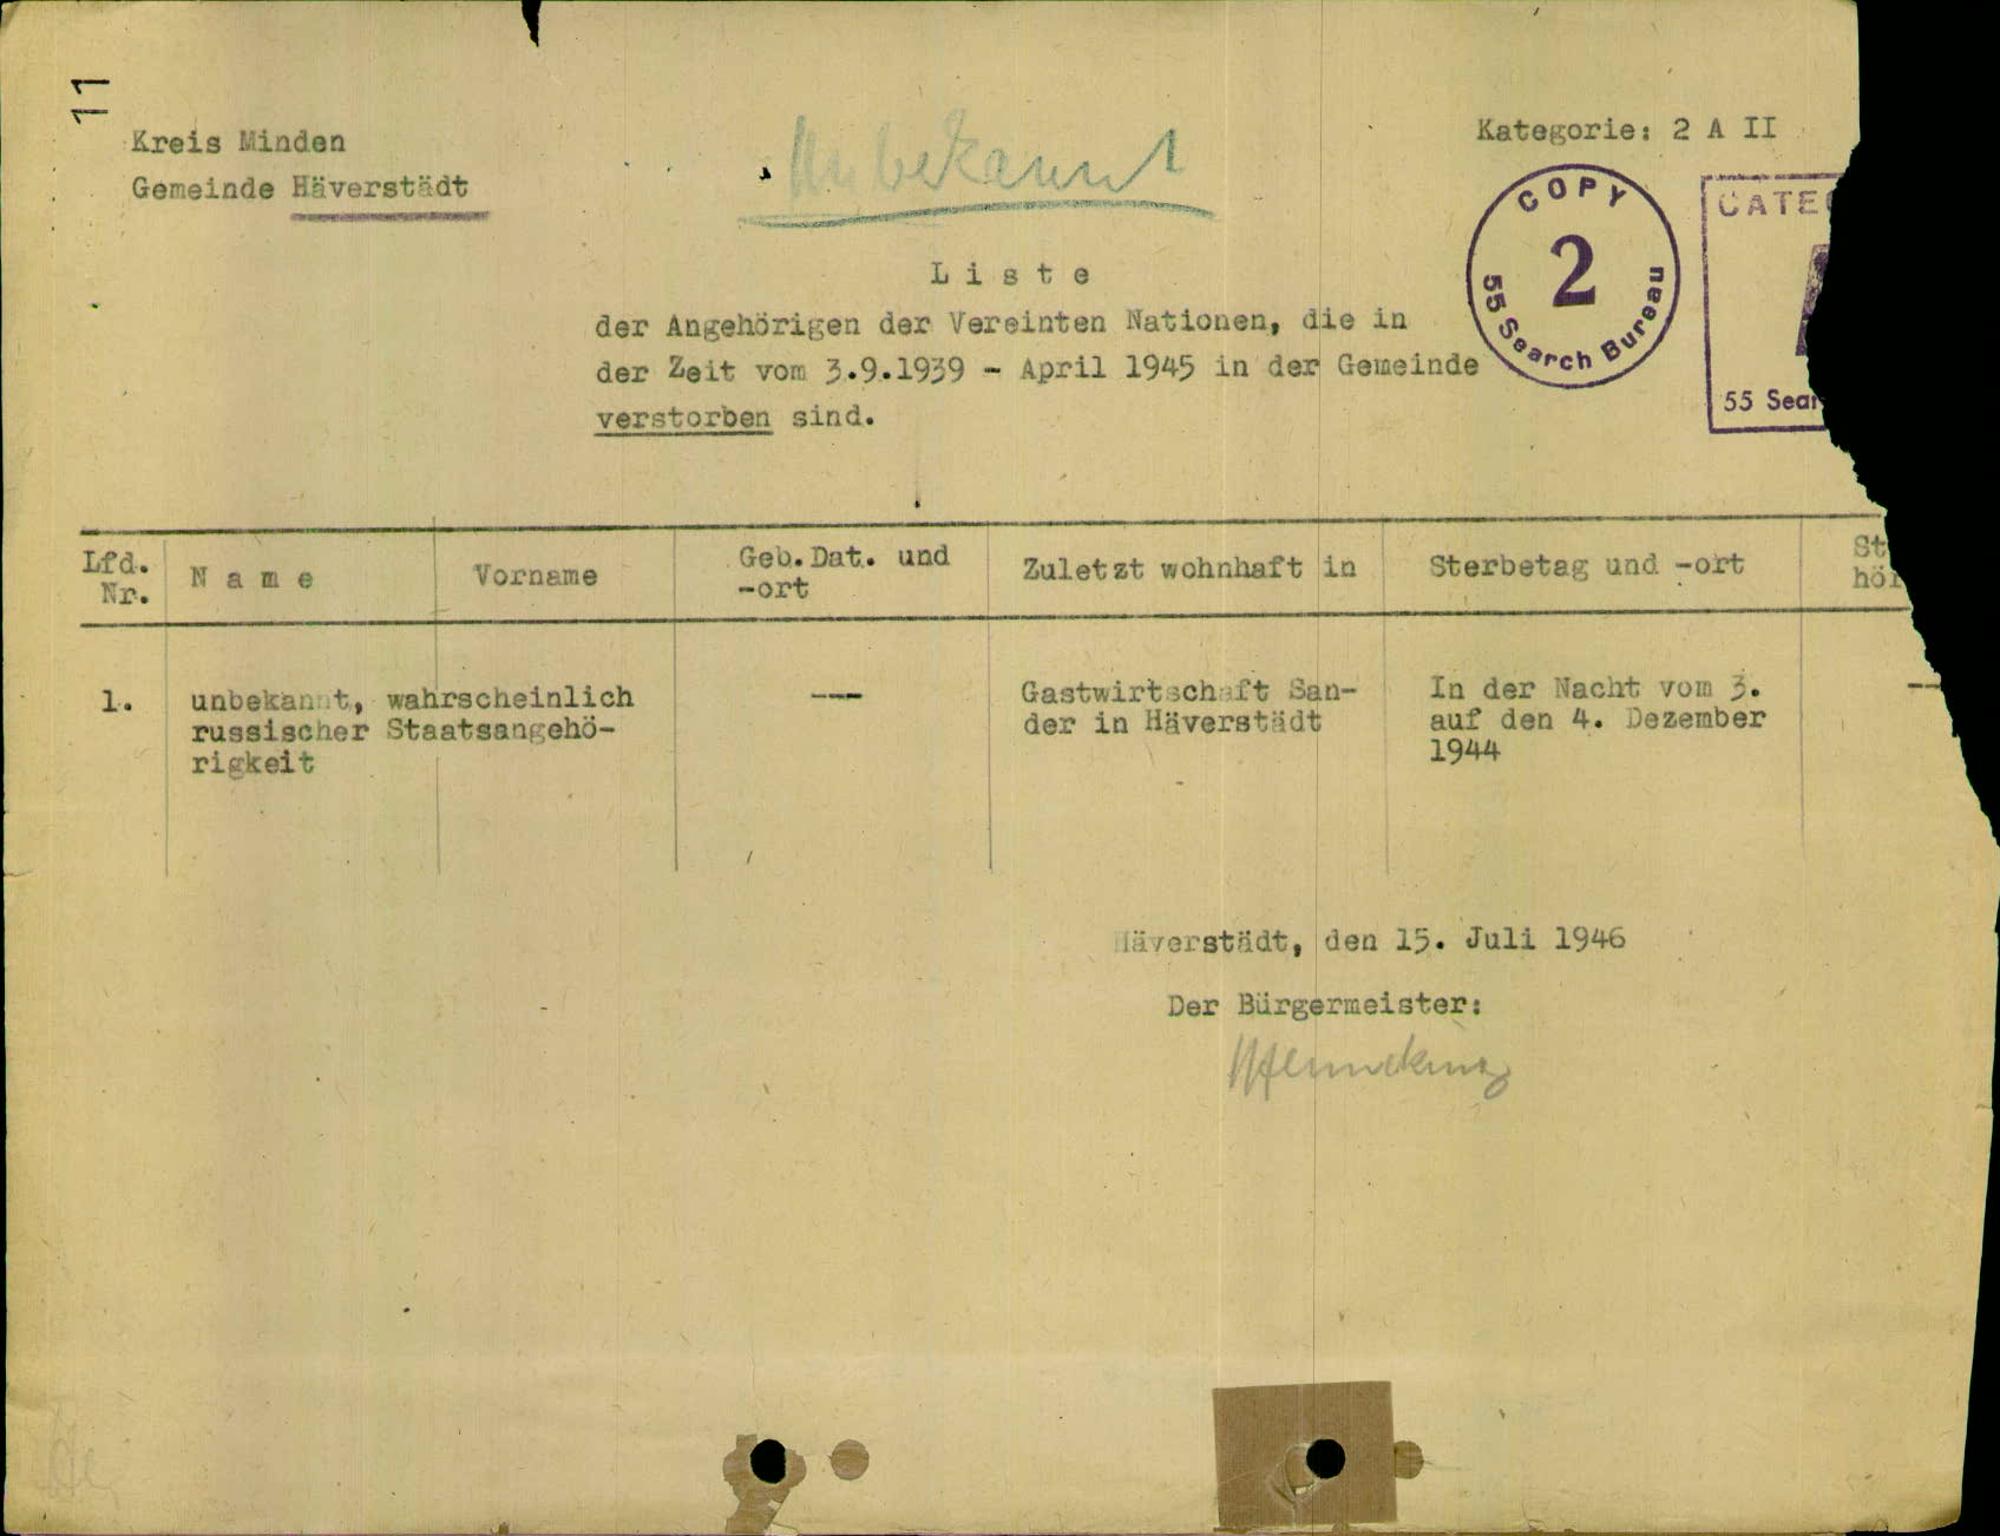 11
Kreis Minden
Gemeinde Häverstädt
Unbekannt
Kategorie: 2 A II
COPY
2
55 Search Bureau
CATE
55 Sear
Liste
der Angehörigen der Vereinten Nationen, die in
der Zeit vom 3.9.1939 - April 1945 in der Gemeinde
verstorben sind.
Lfd. Nr.
Name
Vorname
Geb.Dat. und
-ort
Zuletzt wohnhaft in
Sterbetag und -ort
St
hör
1.
unbekannt, wahrscheinlich
russischer Staatsangehö-
rigkeit
---
Gastwirtschaft San-
der in Häverstädt
In der Nacht vom 3.
auf den 4. Dezember
1944
--
Häverstädt, den 15. Juli 1946
Der Bürgermeister: